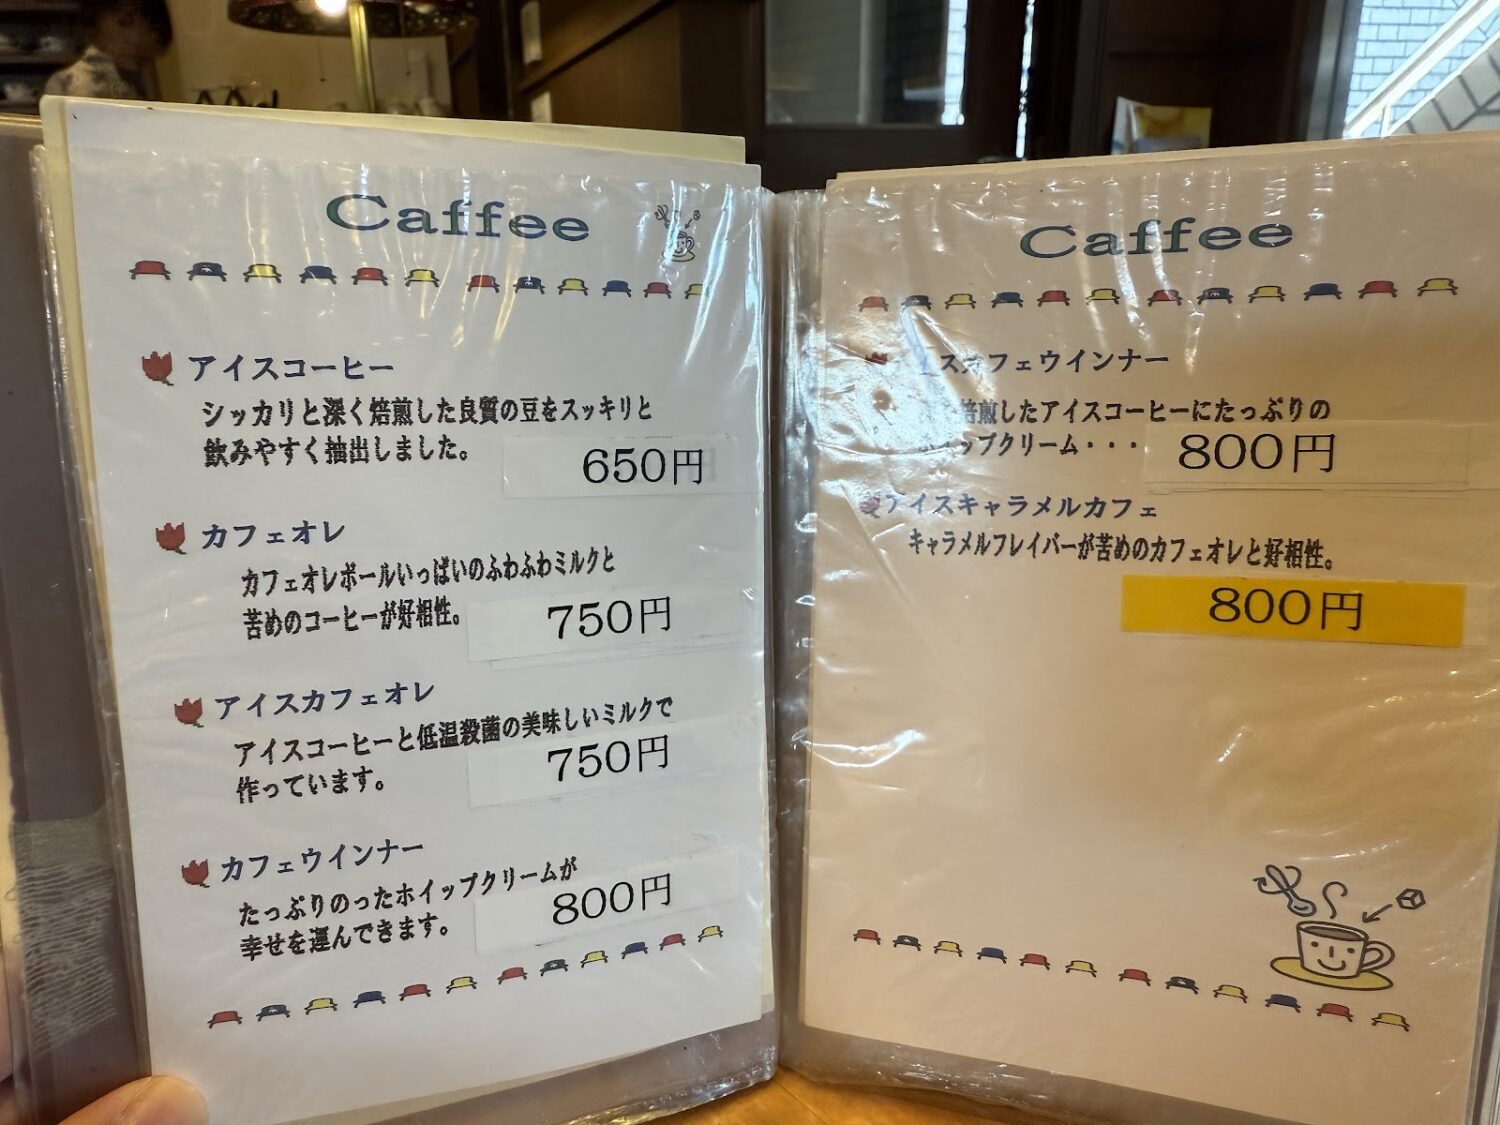 Caffee
アイスコーヒー
シッカリと深く焙煎した良質の豆をスッキリと
飲みやすく抽出しました。
650円
カフェオレ
カフェオレボールいっぱいのふわふわミルクと
苦めのコーヒーが好相性。
750円
アイスカフェオレ
アイスコーヒーと低温殺菌の美味しいミルクで
作っています。
750円
カフェウインナー
たっぷりのったホイップクリームが
幸せを運んできます。
800円
Caffee
スカフェウインナー
焙煎したアイスコーヒーにたっぷりの
ホイップクリーム・・・
800円
アイスキャラメルカフェ
キャラメルフレイバーが苦めのカフェオレと好相性。
800円